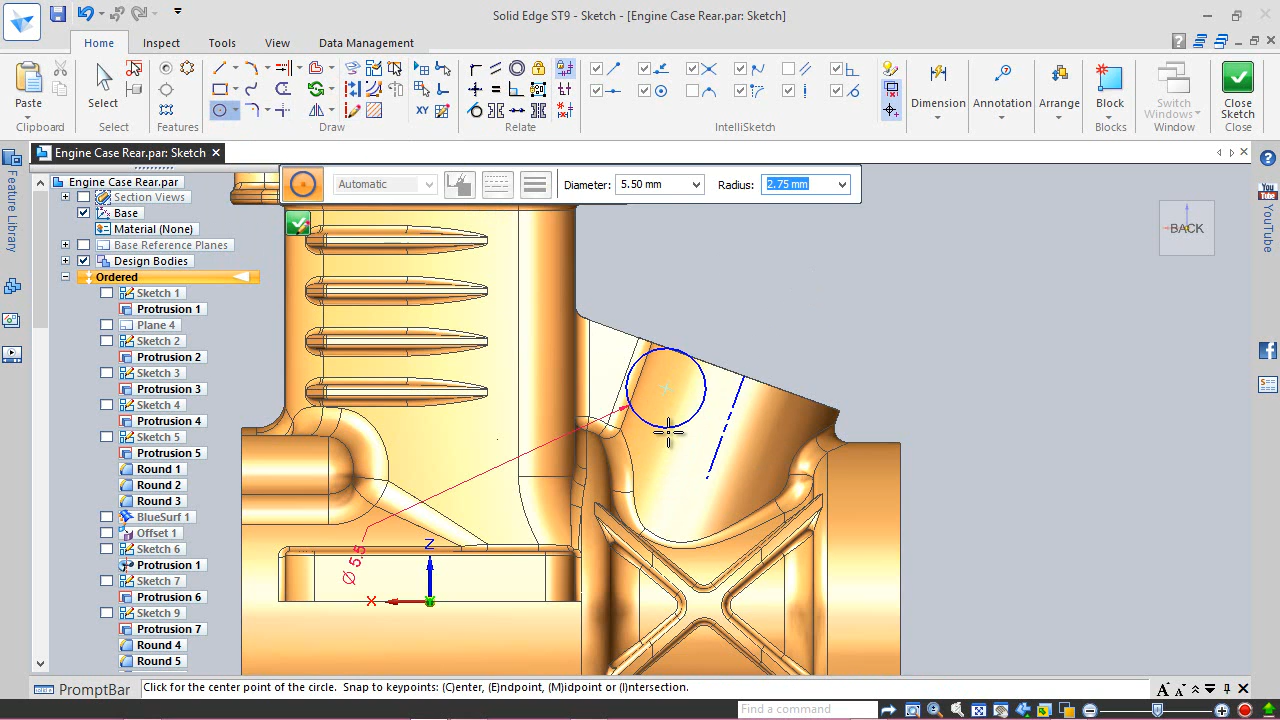 Solid Edge ST9 - Sketch - [Engine Case Rear.par: Sketch]
Home
Inspect
Tools
View
Data Management
Paste
Select
XY
Dimension
Annotation
Arrange
Block
Switch Windows
Close Sketch
Clipboard
Select
Features
Draw
Relate
IntelliSketch
Blocks
Window
Close
Engine Case Rear.par: Sketch
Automatic
Diameter: 5.50 mm
Radius: 2.75 mm
Feature Library
YouTube
You Tube
BACK
Engine Case Rear.par
Section Views
Base
Material (None)
Base Reference Planes
Design Bodies
Ordered
Sketch 1
Protrusion 1
Plane 4
Sketch 2
Protrusion 2
Sketch 3
Protrusion 3
Sketch 4
Protrusion 4
Sketch 5
Protrusion 5
Round 1
Round 2
Round 3
BlueSurf 1
Offset 1
Sketch 6
Protrusion 1
Sketch 7
Protrusion 6
Sketch 9
Protrusion 7
Round 4
Round 5
Ø 5.5
Z
X
PromptBar
Click for the center point of the circle. Snap to keypoints: (C)enter, (E)ndpoint, (M)idpoint or (I)ntersection.
Find a command